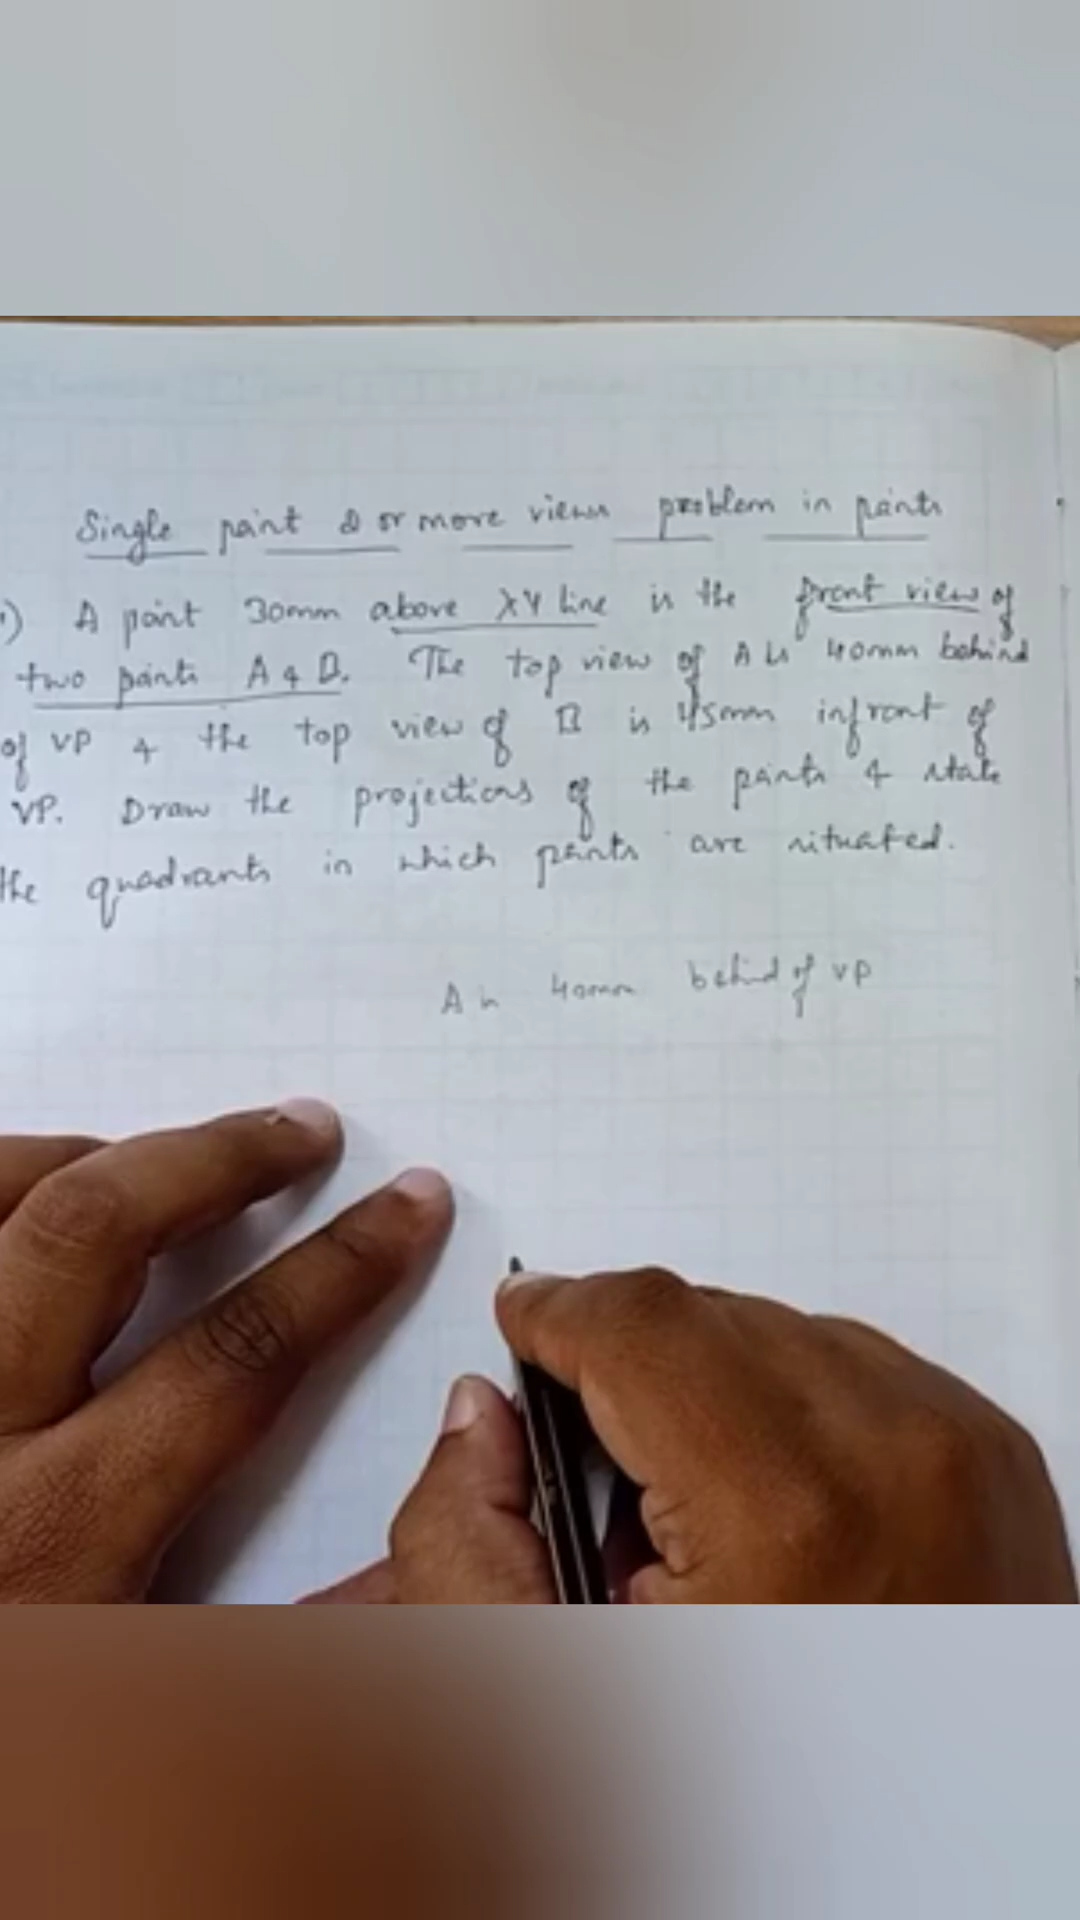 Single point 2 or more views problem in points
1) A point 30mm above XY line is the front view of
two points A & B. The top view of A is 40mm behind
of VP & the top view of B is 45mm infront of
VP. Draw the projections of the points & state
the quadrants in which points are situated.
A is 40mm behind of VP